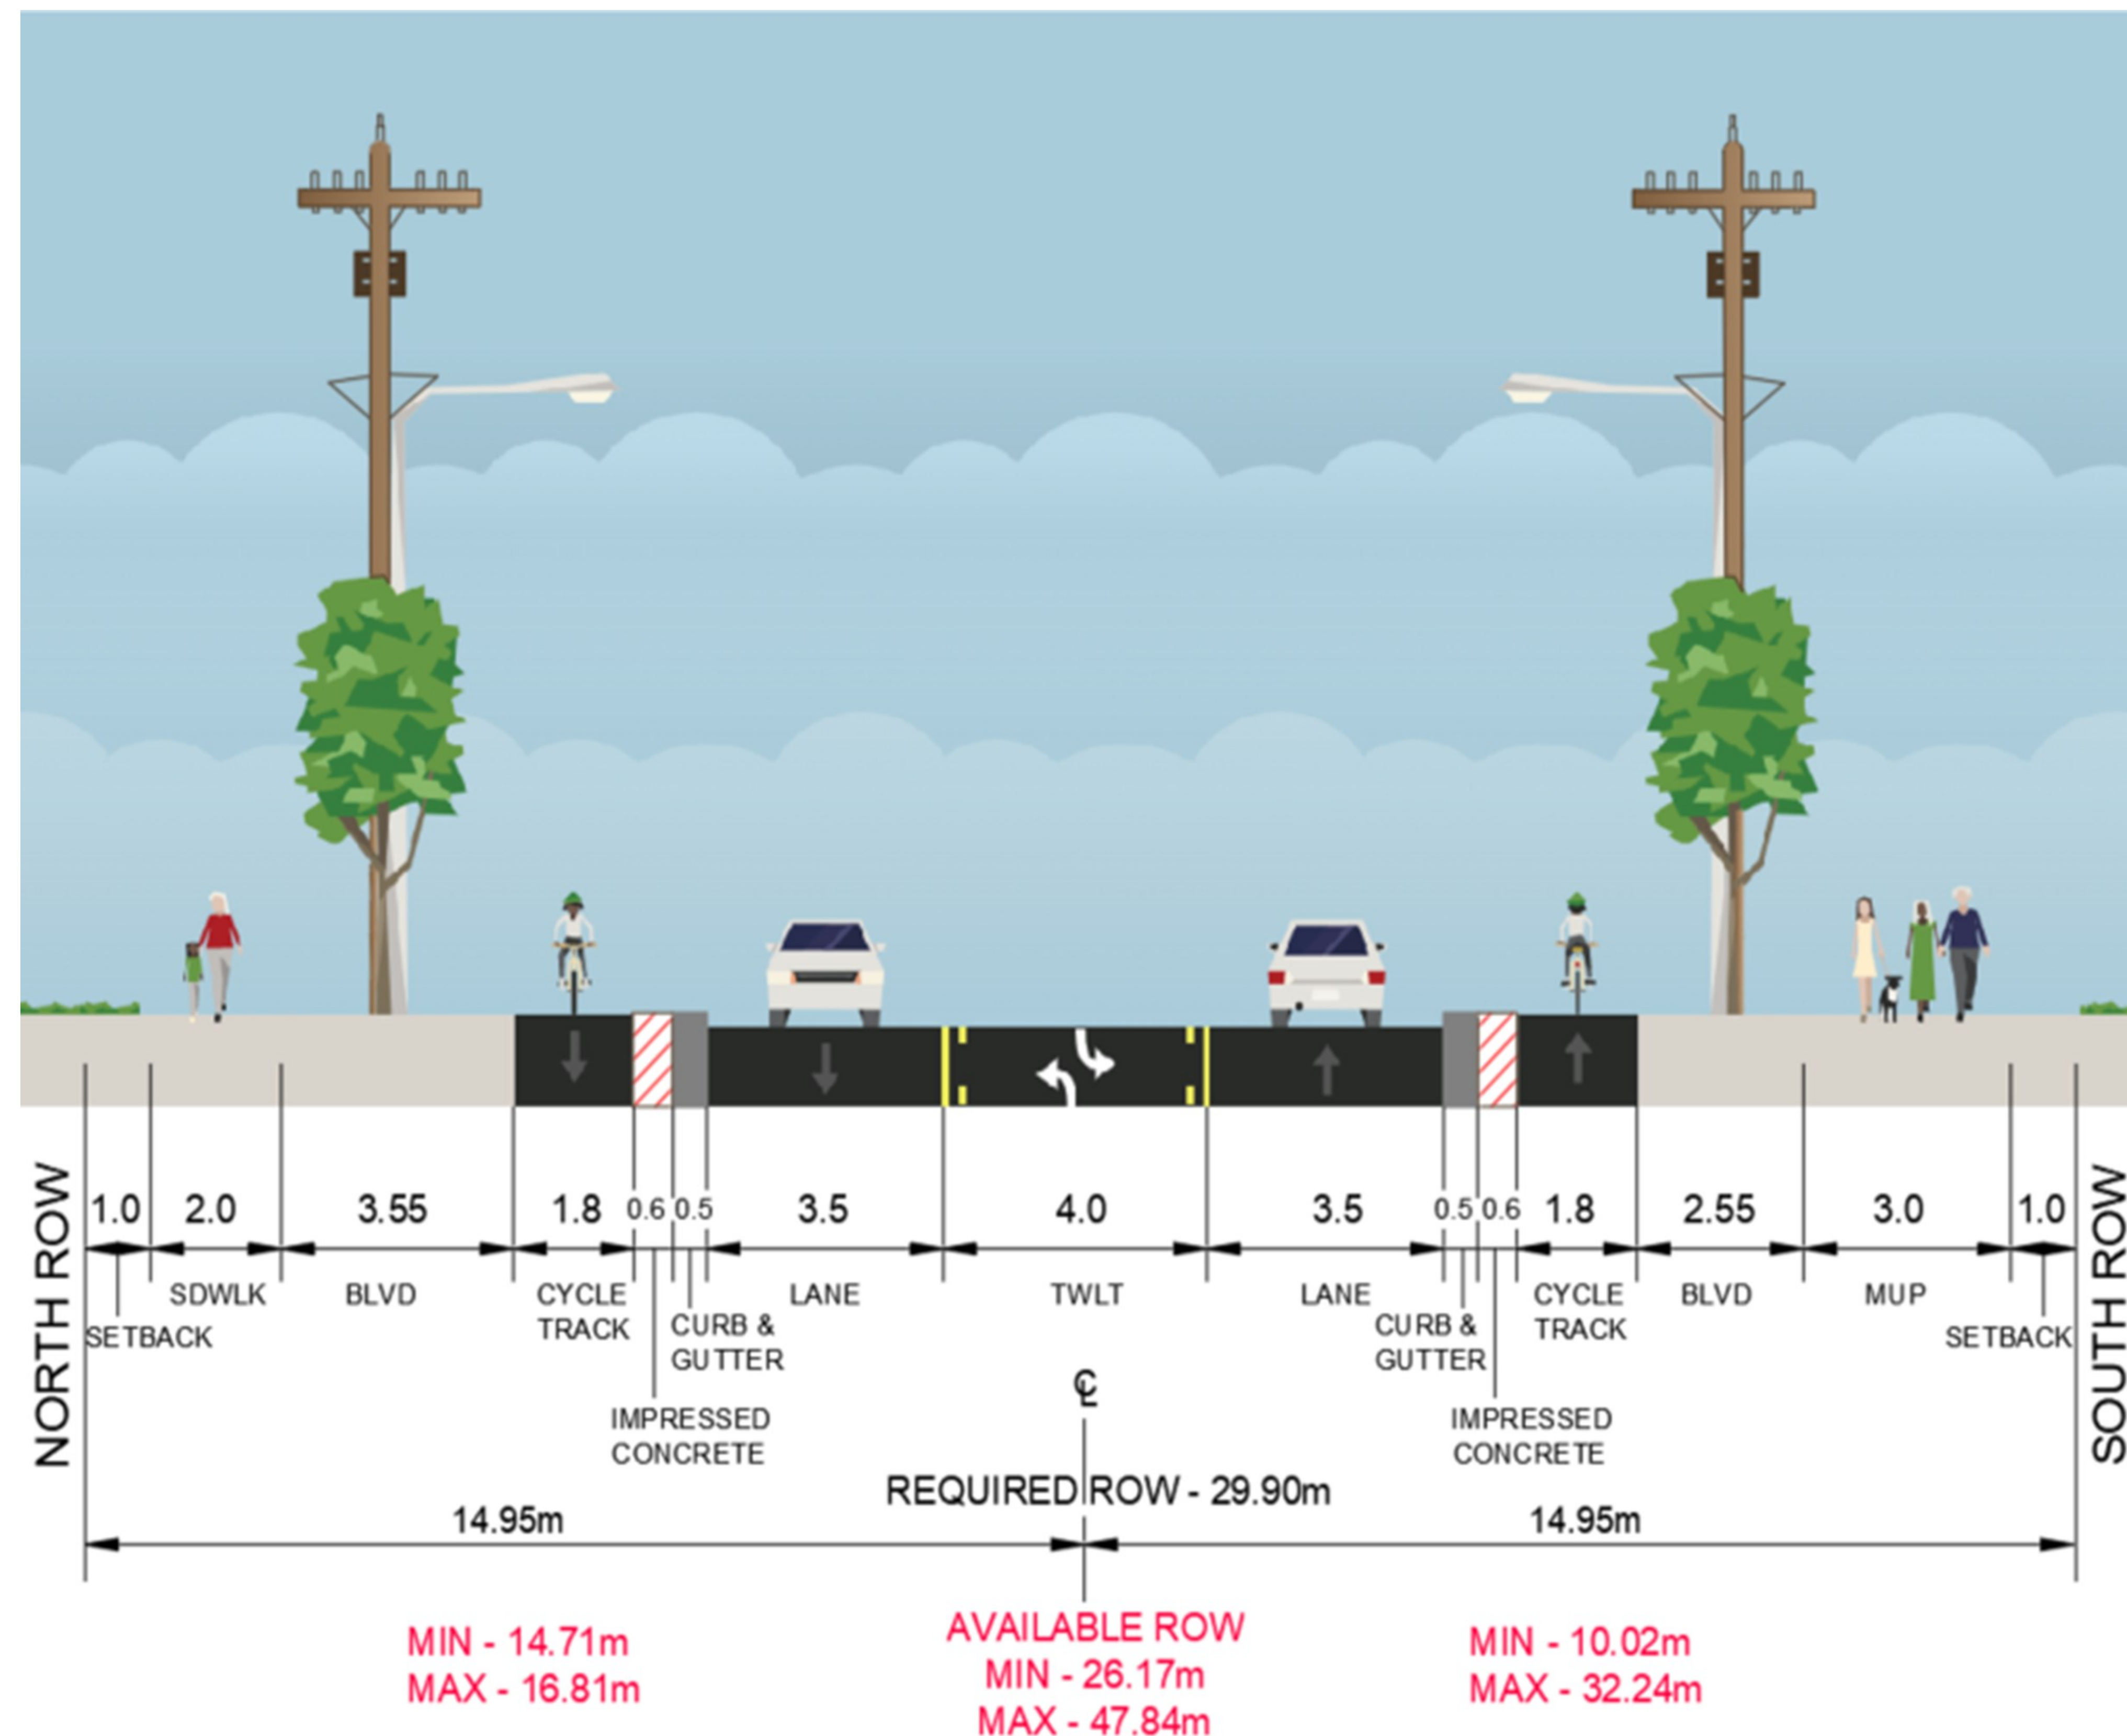 NORTH ROW
1.0 2.0 3.55 1.8 0.6 0.5 3.5 4.0 3.5 0.5 0.6 1.8 2.55 3.0 1.0
SOUTH ROW
SDWLK BLVD CYCLE TRACK LANE TWLT LANE CYCLE TRACK BLVD MUP
SETBACK CURB & GUTTER CURB & GUTTER SETBACK
IMPRESSED CONCRETE IMPRESSED CONCRETE
℄
REQUIRED ROW - 29.90m
14.95m 14.95m
MIN - 14.71m
MAX - 16.81m
AVAILABLE ROW
MIN - 26.17m
MAX - 47.84m
MIN - 10.02m
MAX - 32.24m